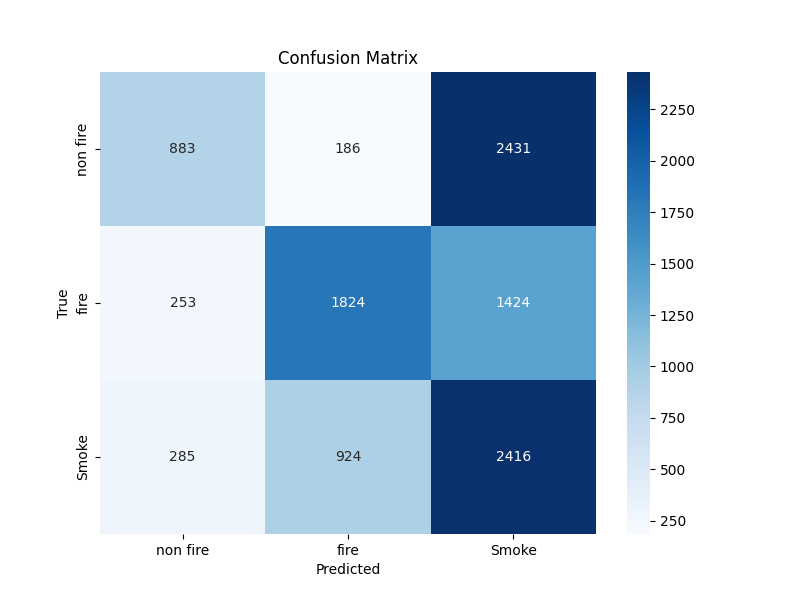 Confusion Matrix
non fire
883
186
2431
True
fire
253
1824
1424
Smoke
285
924
2416
non fire
fire
Smoke
Predicted
2250
2000
1750
1500
1250
1000
750
500
250